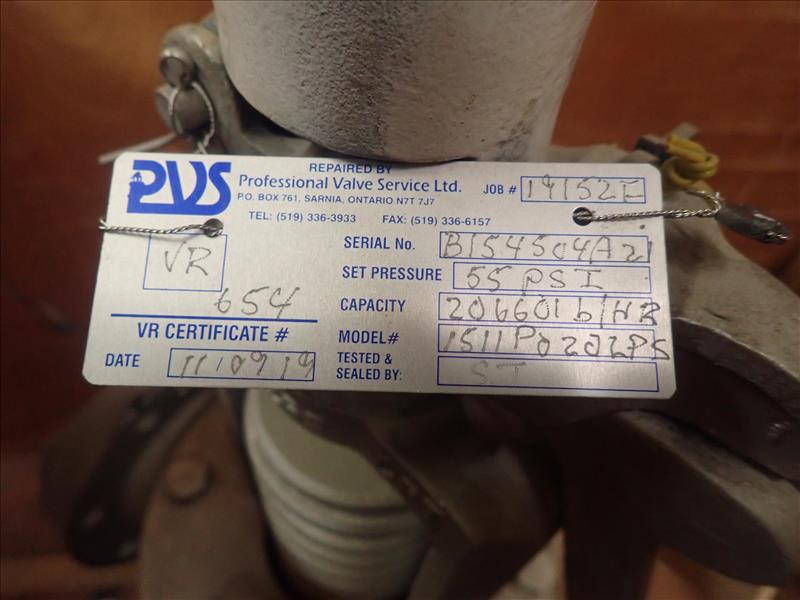 PVS
REPAIRED BY
Professional Valve Service Ltd.
JOB # 19152E
P.O. BOX 761, SARNIA, ONTARIO N7T 7J7
TEL: (519) 336-3933 FAX: (519) 336-6157
VR
654
VR CERTIFICATE #
DATE 11/09/19
SERIAL No. B154504A21
SET PRESSURE 55 PSI
CAPACITY 20660 lb/HR
MODEL# 1511P0202PS
TESTED & SEALED BY: ST